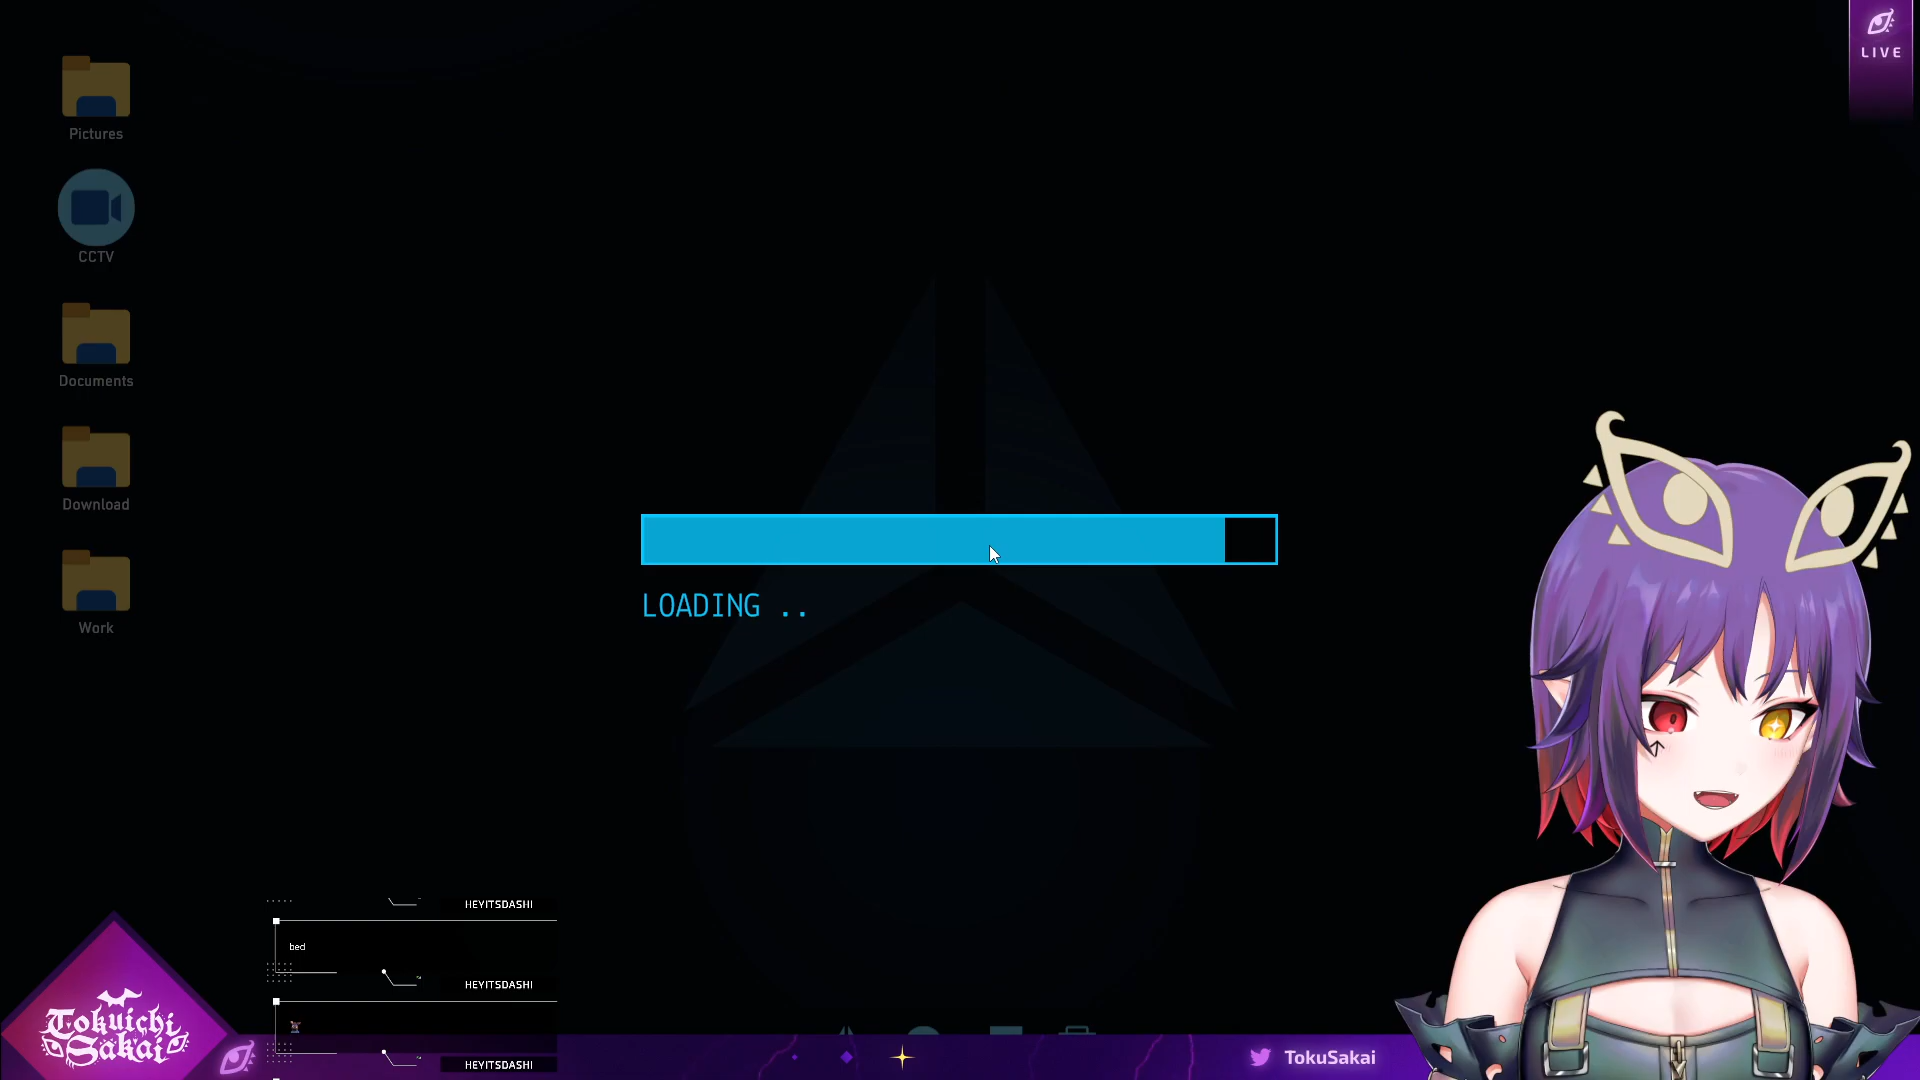 Pictures
CCTV
Documents
Download
Work
LIVE
LOADING ..
HEYITSDASHI
bed
HEYITSDASHI
HEYITSDASHI
Tokuichi
Sakai
TokuSakai